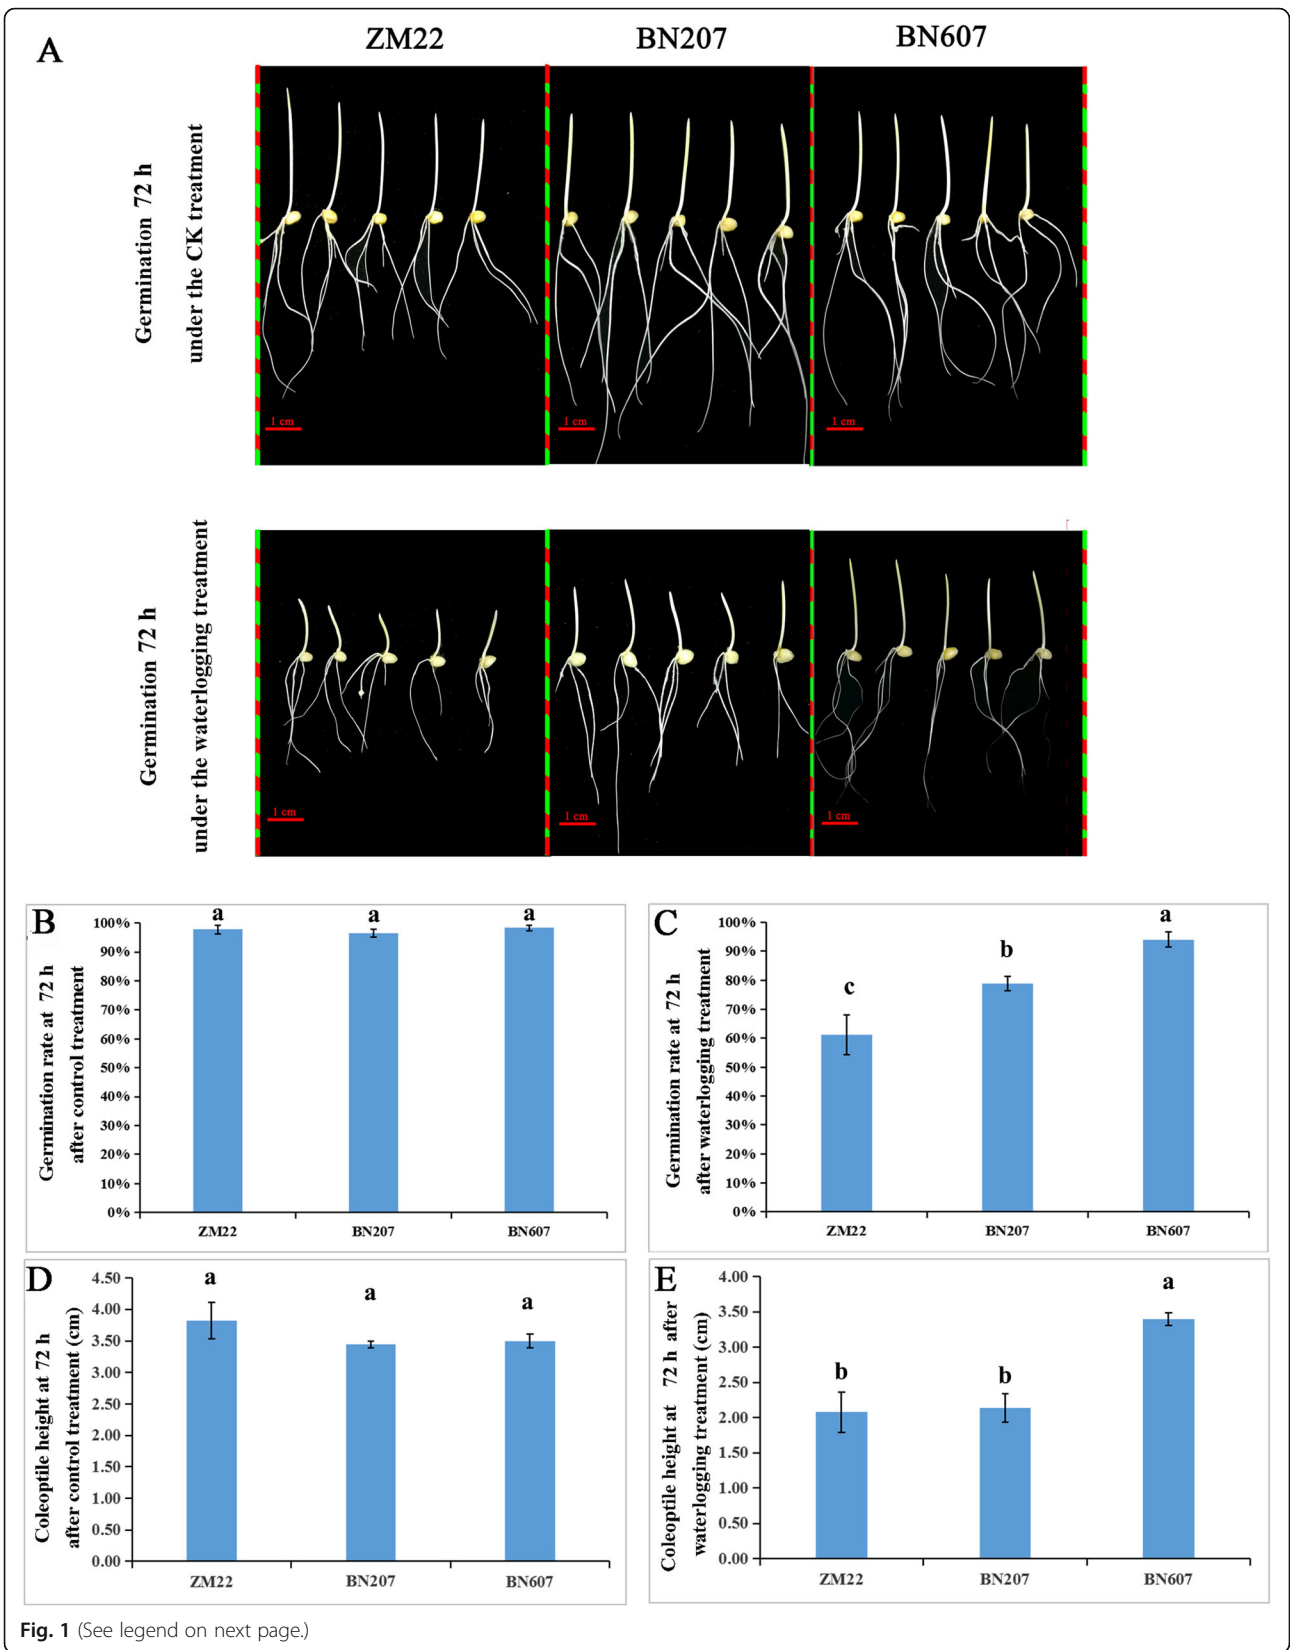 A
ZM22 BN207 BN607
Germination 72 h
under the CK treatment
1 cm 1 cm 1 cm
Germination 72 h
under the waterlogging treatment
1 cm 1 cm 1 cm
B
Germination rate at 72 h
after control treatment
100%
90%
80%
70%
60%
50%
40%
30%
20%
10%
0%
a a a
ZM22 BN207 BN607
C
Germination rate at 72 h
after waterlogging treatment
100%
90%
80%
70%
60%
50%
40%
30%
20%
10%
0%
c b a
ZM22 BN207 BN607
D
Coleoptile height at 72 h
after control treatment (cm)
4.50
4.00
3.50
3.00
2.50
2.00
1.50
1.00
0.50
0.00
a a a
ZM22 BN207 BN607
E
Coleoptile height at 72 h after
waterlogging treatment (cm)
4.00
3.50
3.00
2.50
2.00
1.50
1.00
0.50
0.00
b b a
ZM22 BN207 BN607
Fig. 1 (See legend on next page.)